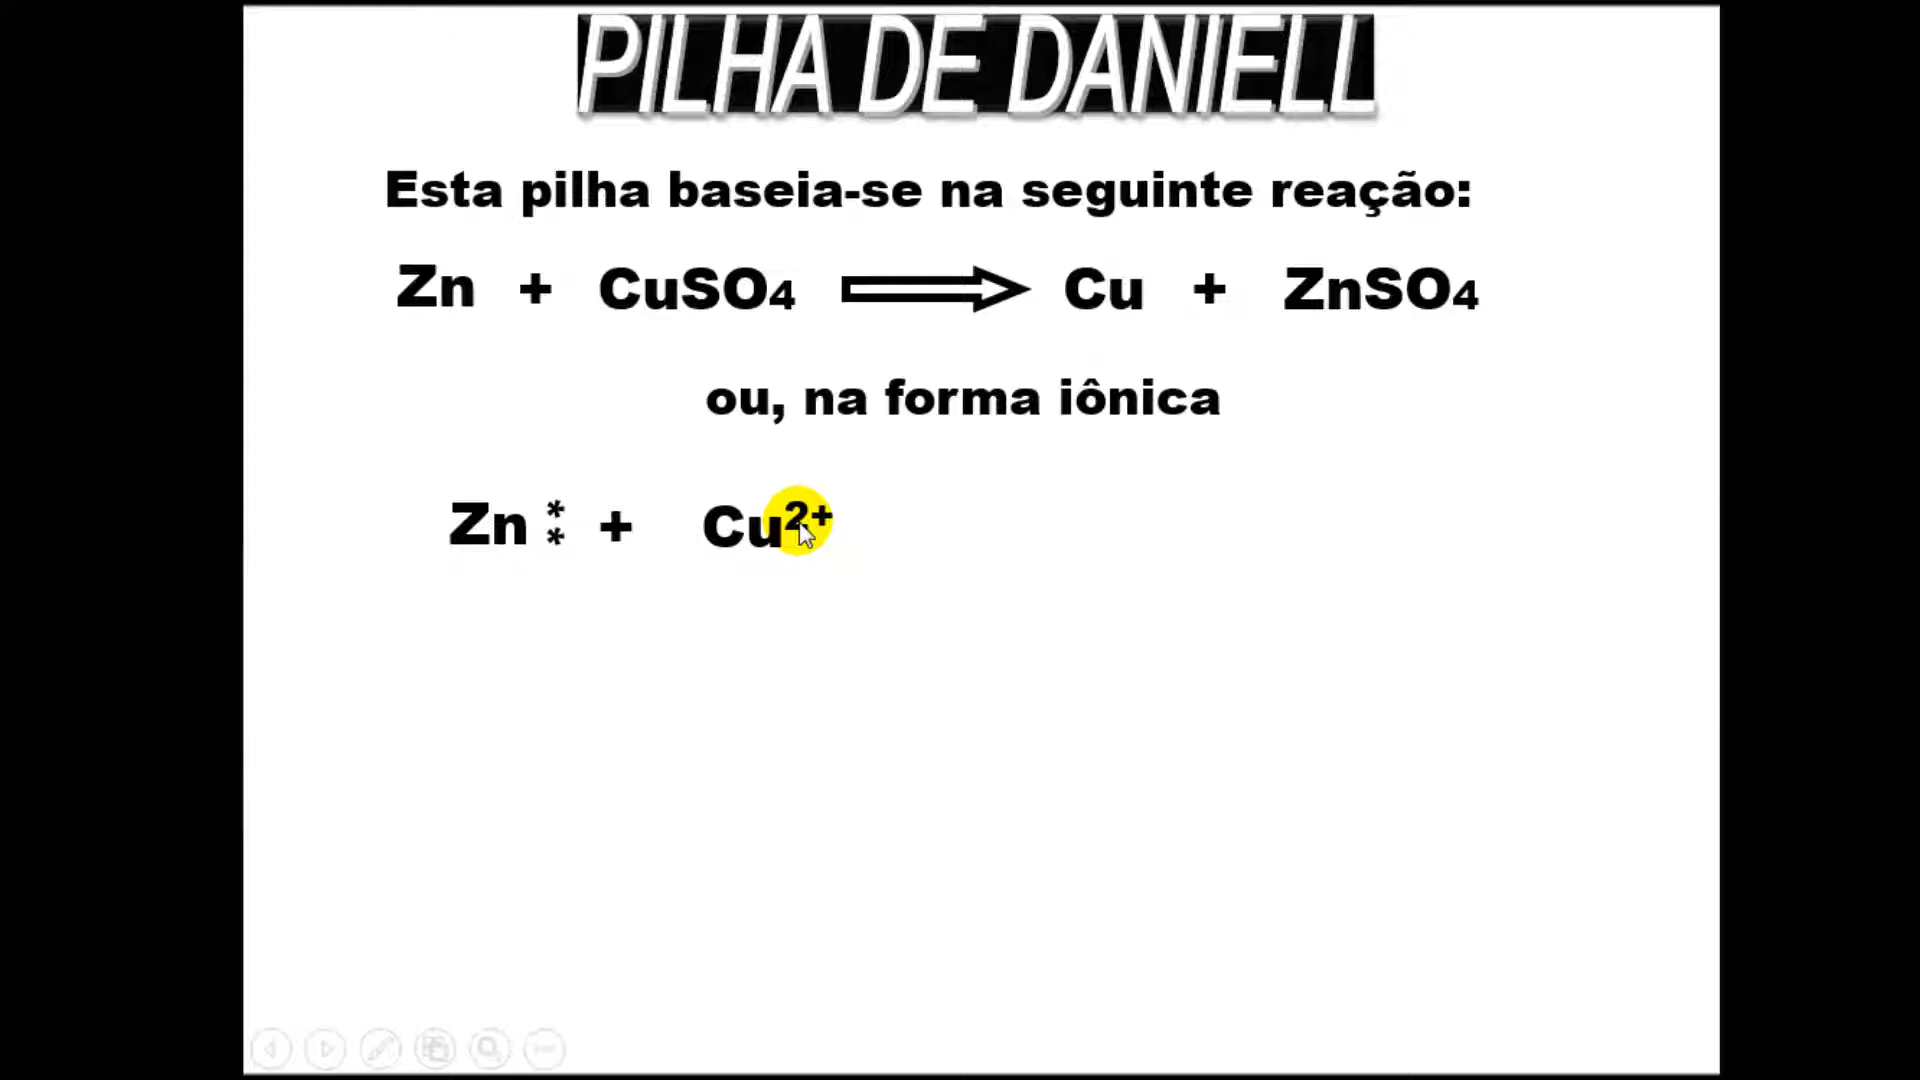 PILHA DE DANIELL
Esta pilha baseia-se na seguinte reação:
Zn + CuSO₄ ⇒ Cu + ZnSO₄
ou, na forma iônica
Zn ** + Cu²⁺